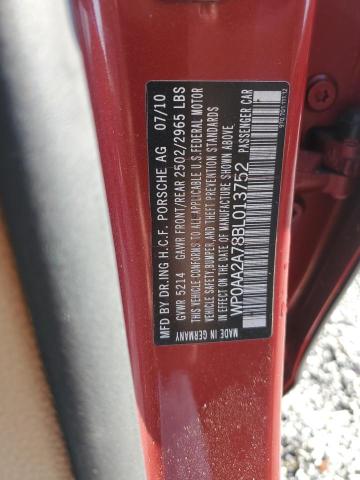 MFD BY DR.ING H.C.F. PORSCHE AG 07/10
GVWR 5214 GAWR FRONT/REAR 2502/2965 LBS
THIS VEHICLE CONFORMS TO ALL APPLICABLE U.S.FEDERAL MOTOR
VEHICLE SAFETY,BUMPER, AND THEFT PREVENTION STANDARDS
IN EFFECT ON THE DATE OF MANUFACTURE SHOWN ABOVE
WP0AA2A78BL013752 PASSENGER CAR
MADE IN GERMANY